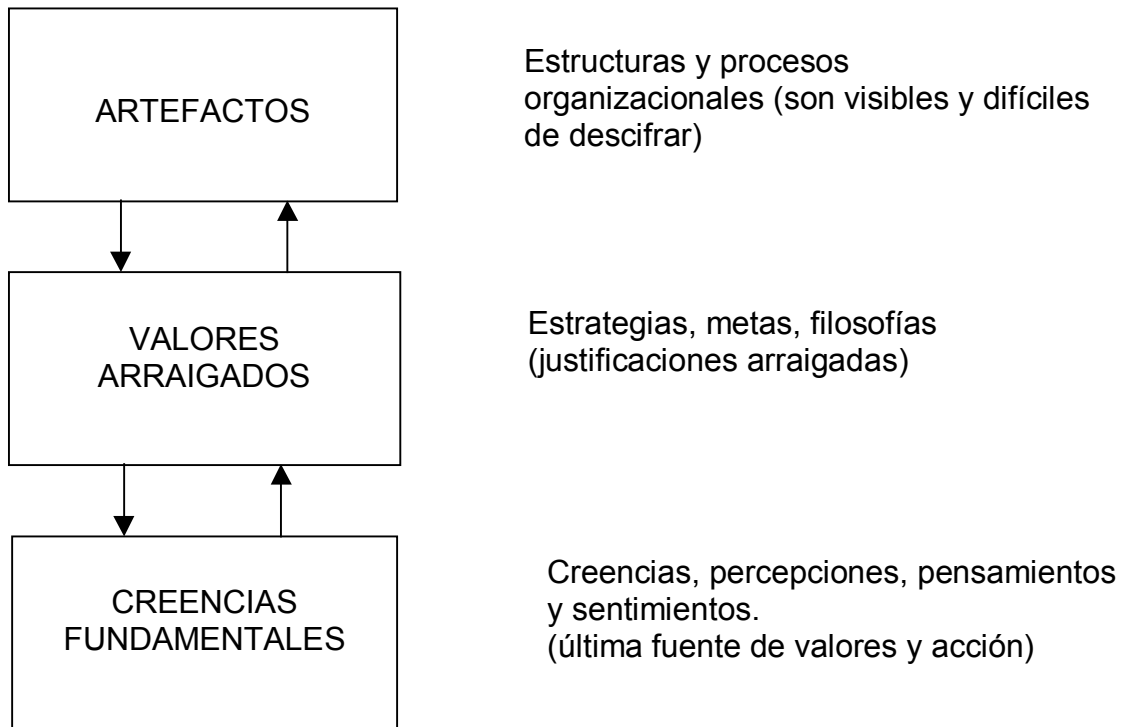 ARTEFACTOS
Estructuras y procesos
organizacionales (son visibles y difíciles
de descifrar)
VALORES
ARRAIGADOS
Estrategias, metas, filosofías
(justificaciones arraigadas)
CREENCIAS
FUNDAMENTALES
Creencias, percepciones, pensamientos
y sentimientos.
(última fuente de valores y acción)